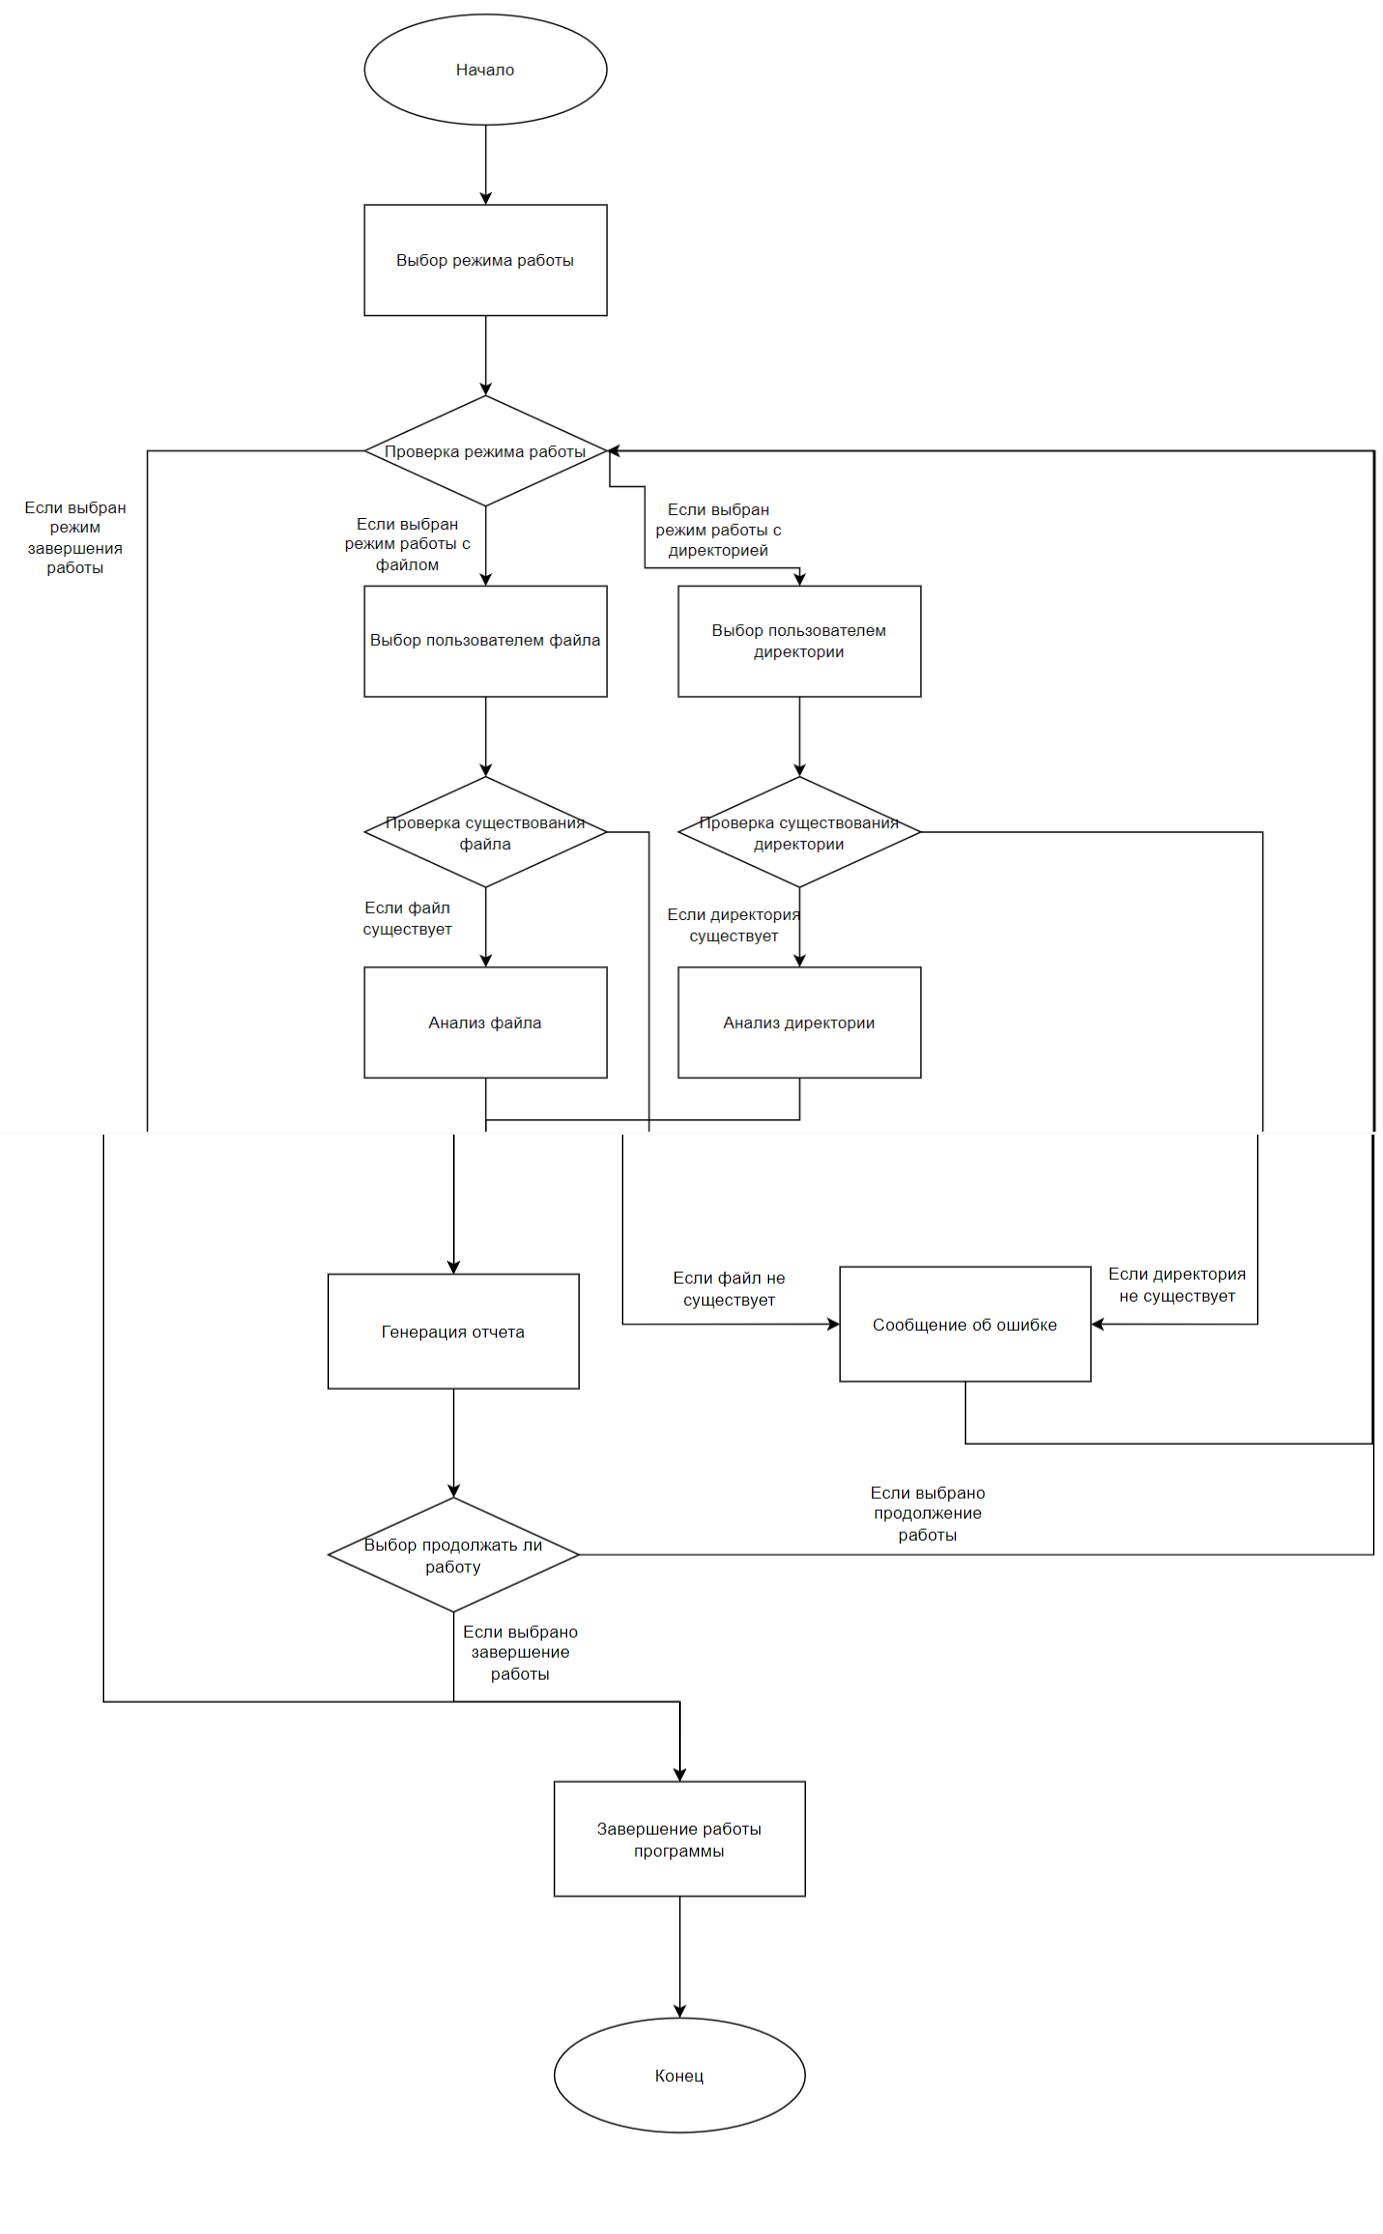 Начало
Выбор режима работы
Проверка режима работы
Если выбран
режим
завершения
работы
Если выбран
режим работы с
файлом
Если выбран
режим работы с
директорией
Выбор пользователем файла
Выбор пользователем
директории
Проверка существования
файла
Проверка существования
директории
Если файл
существует
Если директория
существует
Анализ файла
Анализ директории
Если файл не
существует
Если директория
не существует
Генерация отчета
Сообщение об ошибке
Если выбрано
продолжение
работы
Выбор продолжать ли
работу
Если выбрано
завершение
работы
Завершение работы
программы
Конец